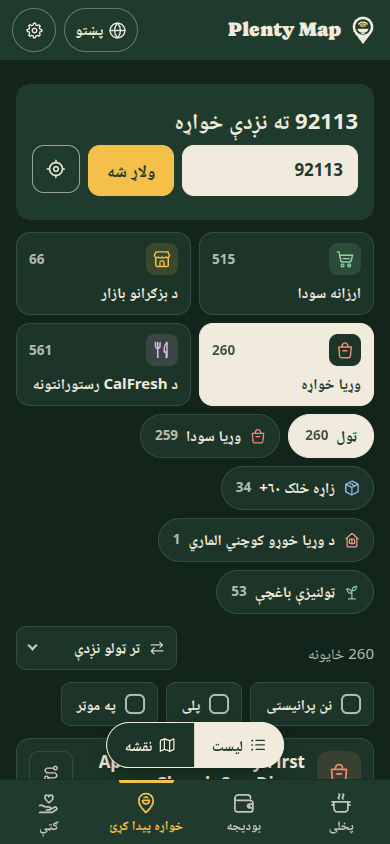 Plenty Map
پښتو
92113 ته نږدې خواړه
92113
ولاړ شه
515
ارزانه سودا
66
د بزګرانو بازار
260
وړیا خواړه
561
د CalFresh رستورانتونه
ټول 260
وړیا سودا 259
زاړه خلک ۶۰+ 34
د وړیا خوړو کوچني الماري 1
ټولنیزې باغچې 53
260 ځایونه
تر ټولو نږدې
نن پرانیستی
پلی
په موټر
لیست
نقشه
پخلی
بودیجه
خواړه پیدا کړئ
ګټې